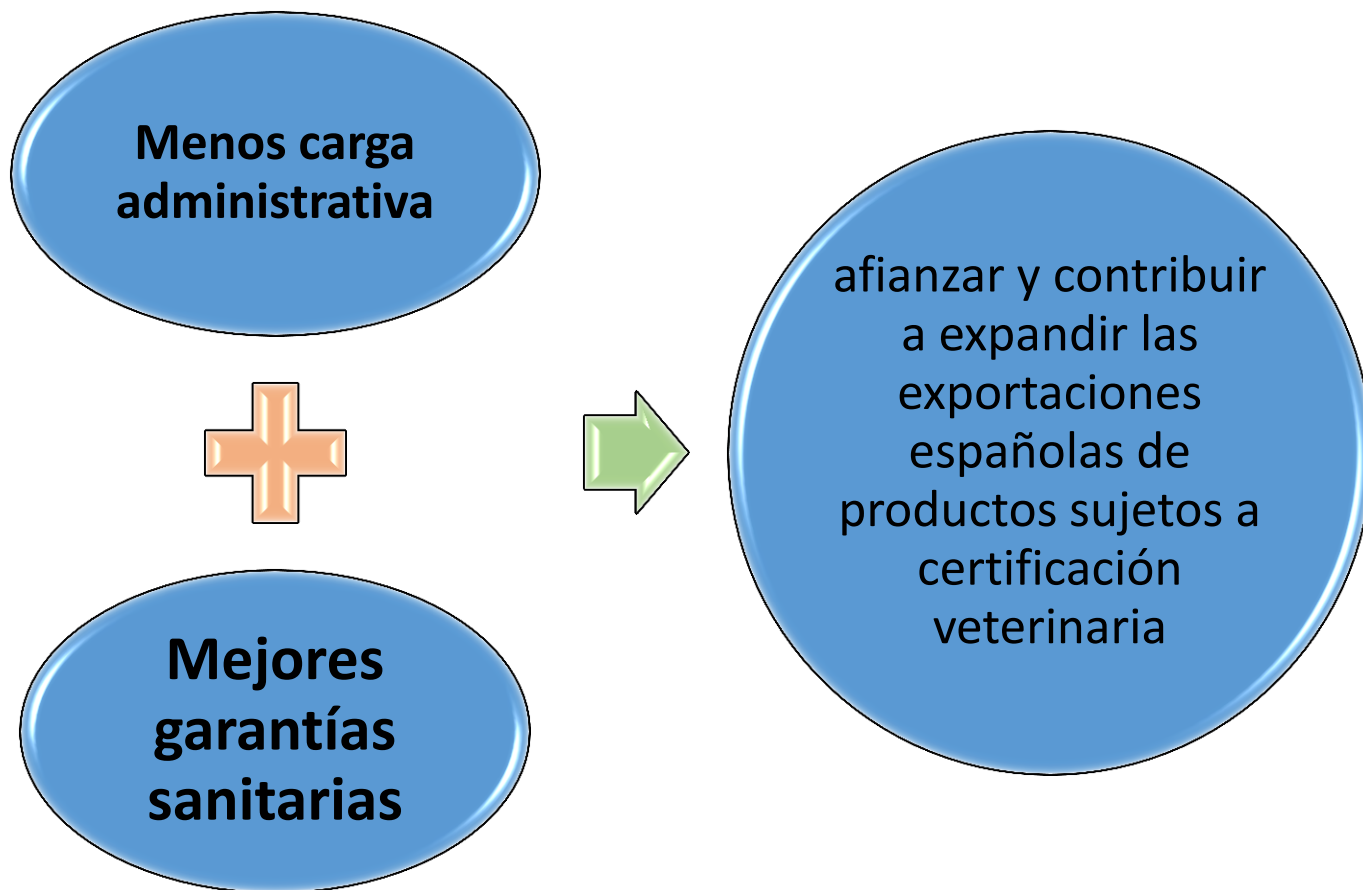 Menos carga
administrativa
Mejores
garantías
sanitarias
afianzar y contribuir
a expandir las
exportaciones
españolas de
productos sujetos a
certificación
veterinaria